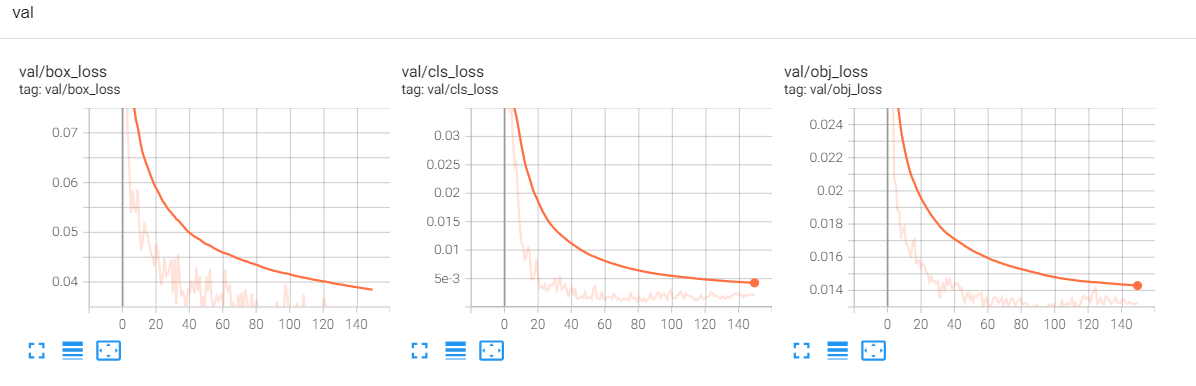 val
val/box_loss
tag: val/box_loss
0.07
0.06
0.05
0.04
0 20 40 60 80 100 120 140
val/cls_loss
tag: val/cls_loss
0.03
0.025
0.02
0.015
0.01
5e-3
0 20 40 60 80 100 120 140
val/obj_loss
tag: val/obj_loss
0.024
0.022
0.02
0.018
0.016
0.014
0 20 40 60 80 100 120 140